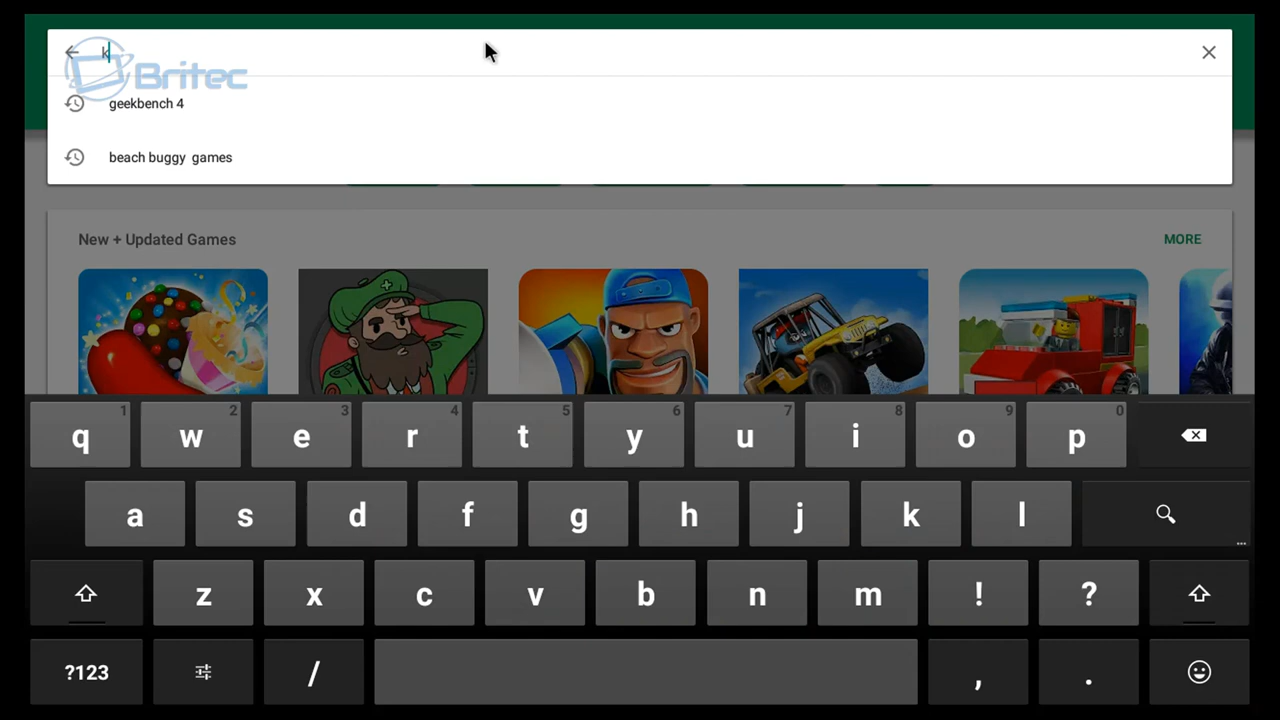 k
Britec
geekbench 4
beach buggy games
New + Updated Games
MORE
1 2 3 4 5 6 7 8 9 0
q w e r t y u i o p
a s d f g h j k l
...
z x c v b n m ! ?
?123 / , .